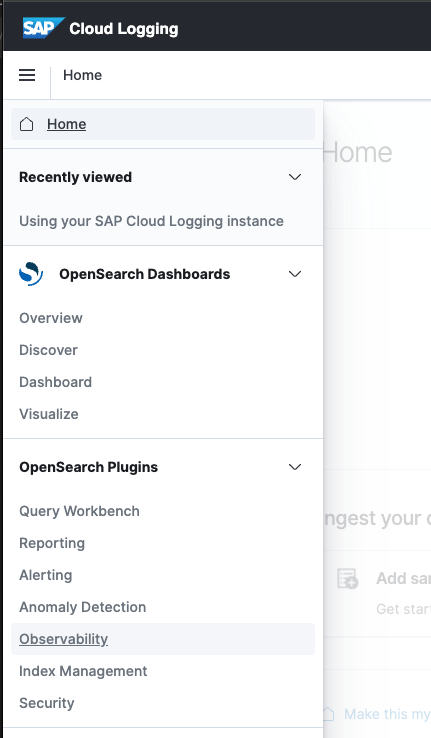 SAP Cloud Logging
Home
Home
Home
Recently viewed
Using your SAP Cloud Logging instance
OpenSearch Dashboards
Overview
Discover
Dashboard
Visualize
OpenSearch Plugins
Query Workbench
Reporting
Alerting
Anomaly Detection
Observability
Index Management
Security
ngest your
Add sa
Get start
Make this my